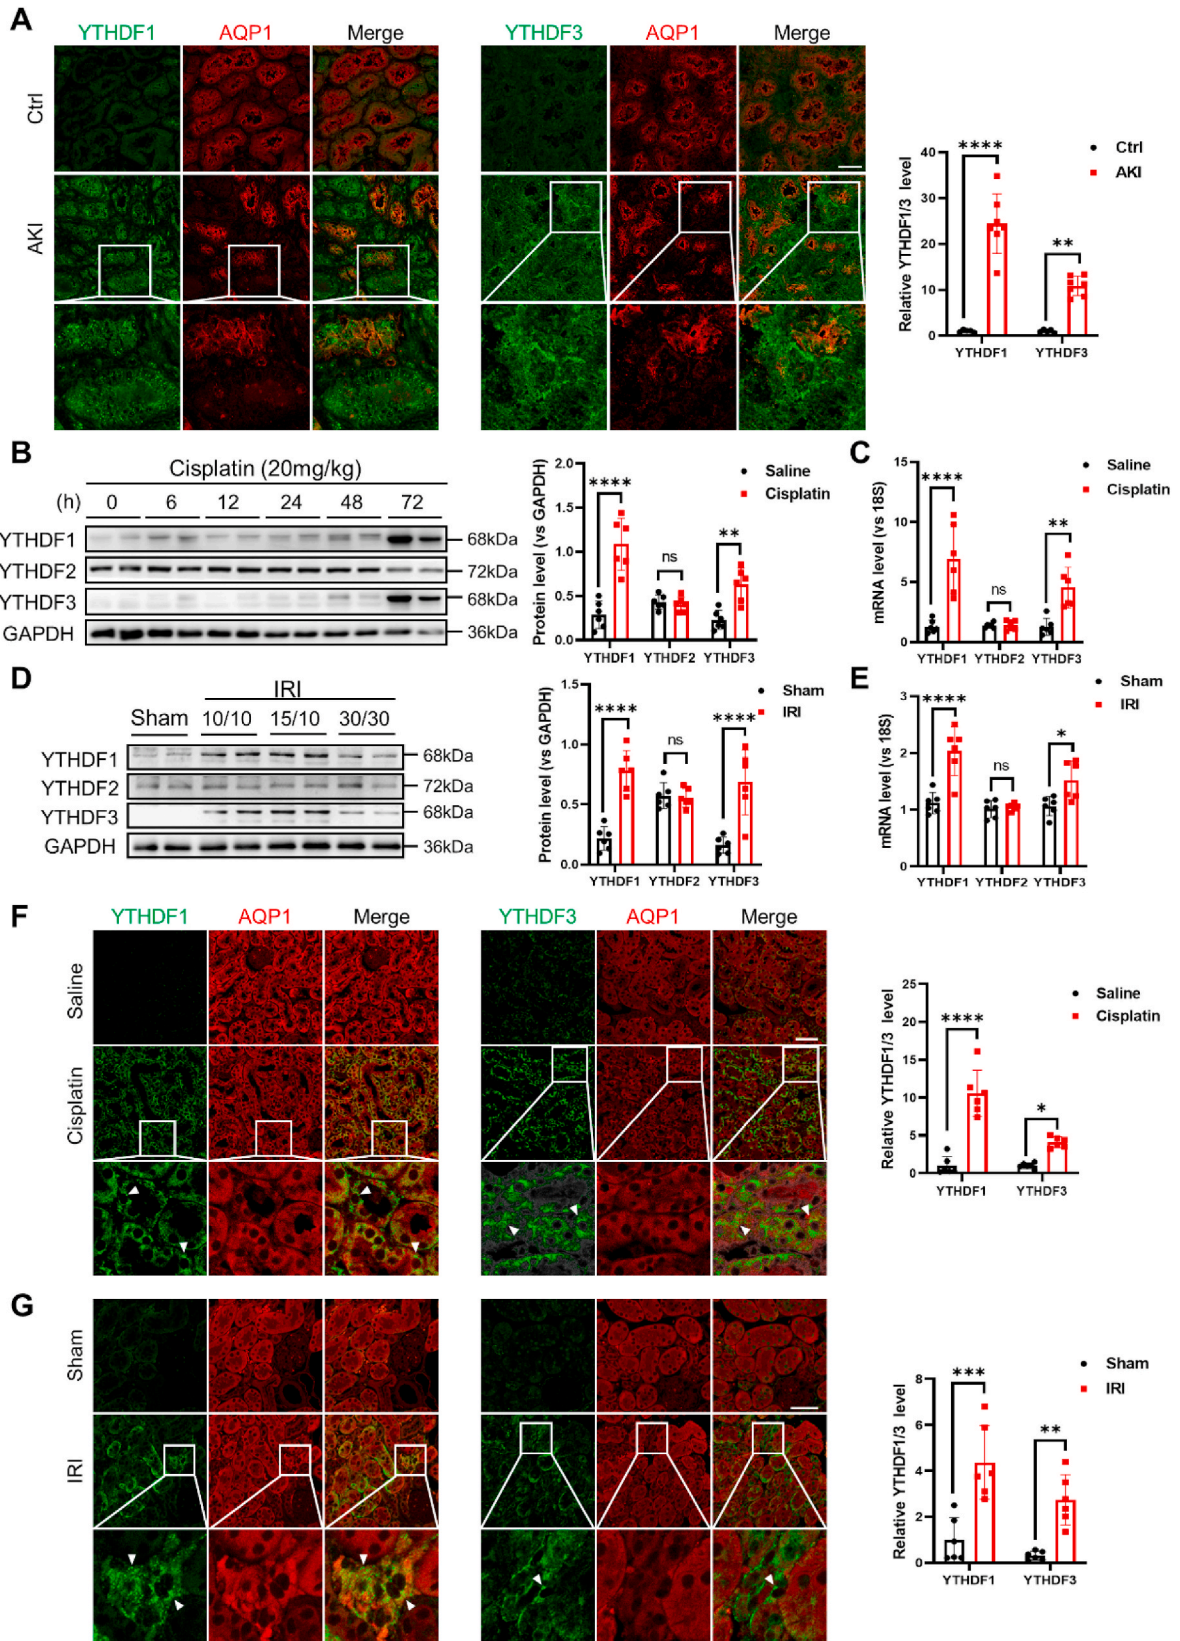 A
YTHDF1 AQP1 Merge YTHDF3 AQP1 Merge
Ctrl
AKI
Relative YTHDF1/3 level
40
30
20
10
0
**** **
Ctrl
AKI
YTHDF1 YTHDF3
B
Cisplatin (20mg/kg)
(h) 0 6 12 24 48 72
YTHDF1 68kDa
YTHDF2 72kDa
YTHDF3 68kDa
GAPDH 36kDa
Protein level (vs GAPDH)
2.0
1.5
1.0
0.5
0.0
**** ns **
Saline
Cisplatin
YTHDF1 YTHDF2 YTHDF3
C
mRNA level (vs 18S)
15
10
5
0
**** ns **
Saline
Cisplatin
YTHDF1 YTHDF2 YTHDF3
D
IRI
Sham 10/10 15/10 30/30
YTHDF1 68kDa
YTHDF2 72kDa
YTHDF3 68kDa
GAPDH 36kDa
Protein level (vs GAPDH)
1.5
1.0
0.5
0.0
**** ns ****
Sham
IRI
YTHDF1 YTHDF2 YTHDF3
E
mRNA level (vs 18S)
3
2
1
0
**** ns *
Sham
IRI
YTHDF1 YTHDF2 YTHDF3
F
YTHDF1 AQP1 Merge YTHDF3 AQP1 Merge
Saline
Cisplatin
Relative YTHDF1/3 level
25
20
15
10
5
0
**** *
Saline
Cisplatin
YTHDF1 YTHDF3
G
Sham
IRI
Relative YTHDF1/3 level
8
6
4
2
0
*** **
Sham
IRI
YTHDF1 YTHDF3